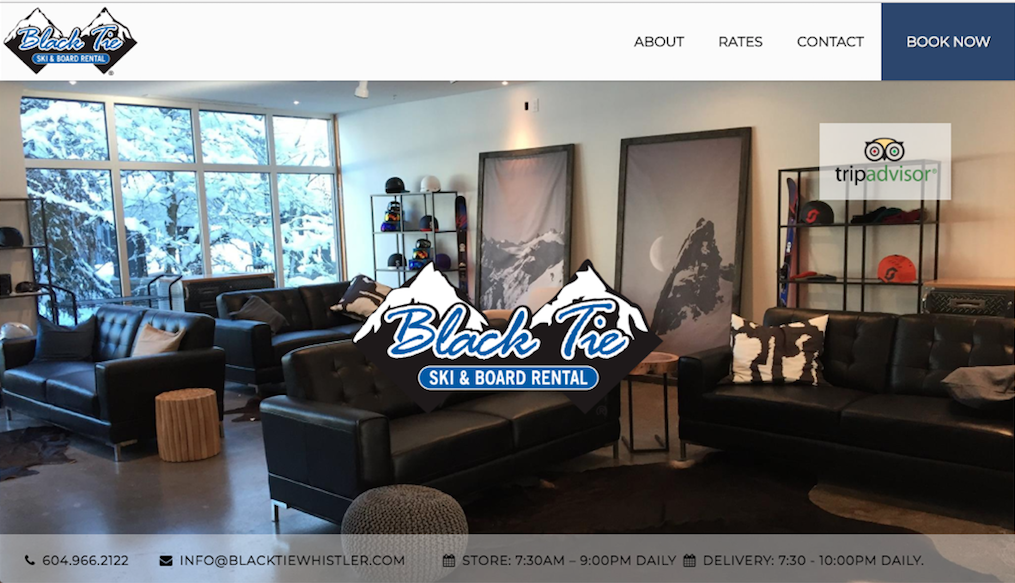 Black Tie
SKI & BOARD RENTAL
®
ABOUT RATES CONTACT BOOK NOW
tripadvisor®
Black Tie
SKI & BOARD RENTAL
604.966.2122 INFO@BLACKTIEWHISTLER.COM STORE: 7:30AM – 9:00PM DAILY DELIVERY: 7:30 - 10:00PM DAILY.